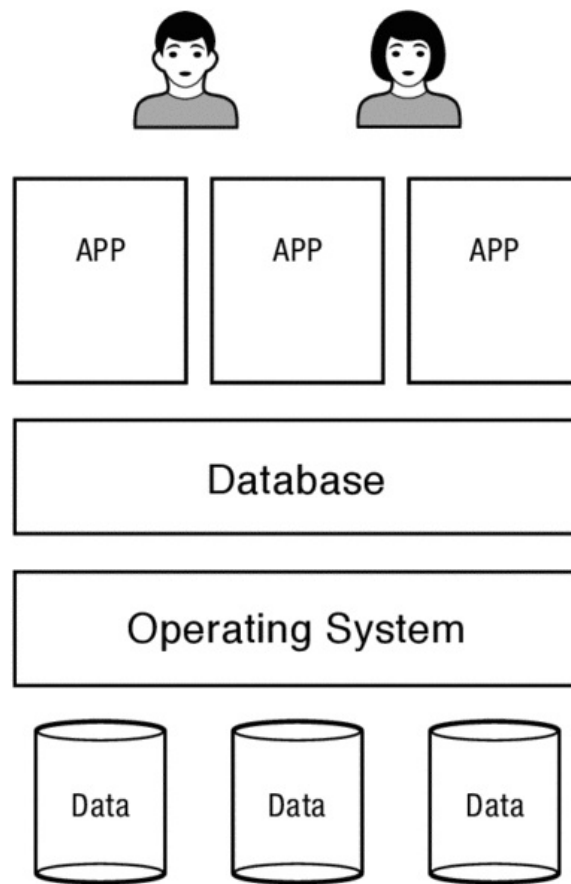 APP
APP
APP
Database
Operating System
Data
Data
Data